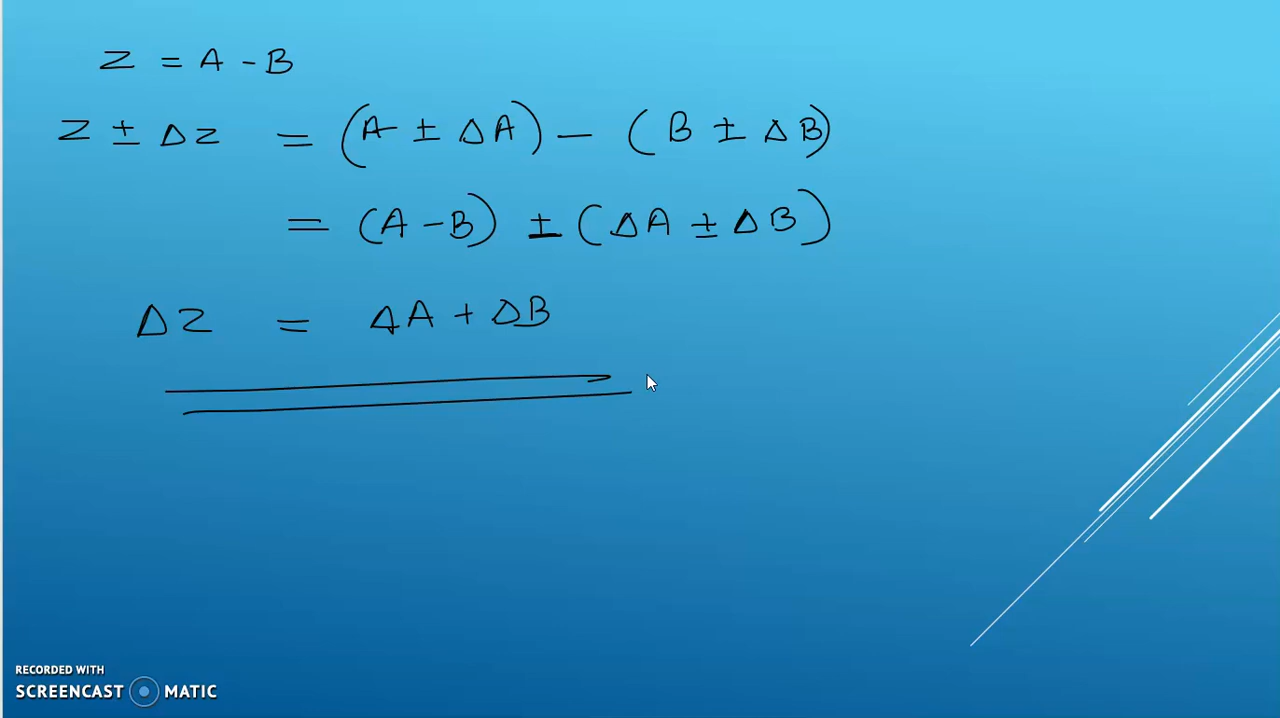 Z = A - B
Z ± ΔZ = (A ± ΔA) - (B ± ΔB)
= (A - B) ± (ΔA ± ΔB)
ΔZ = ΔA + ΔB
RECORDED WITH
SCREENCAST MATIC